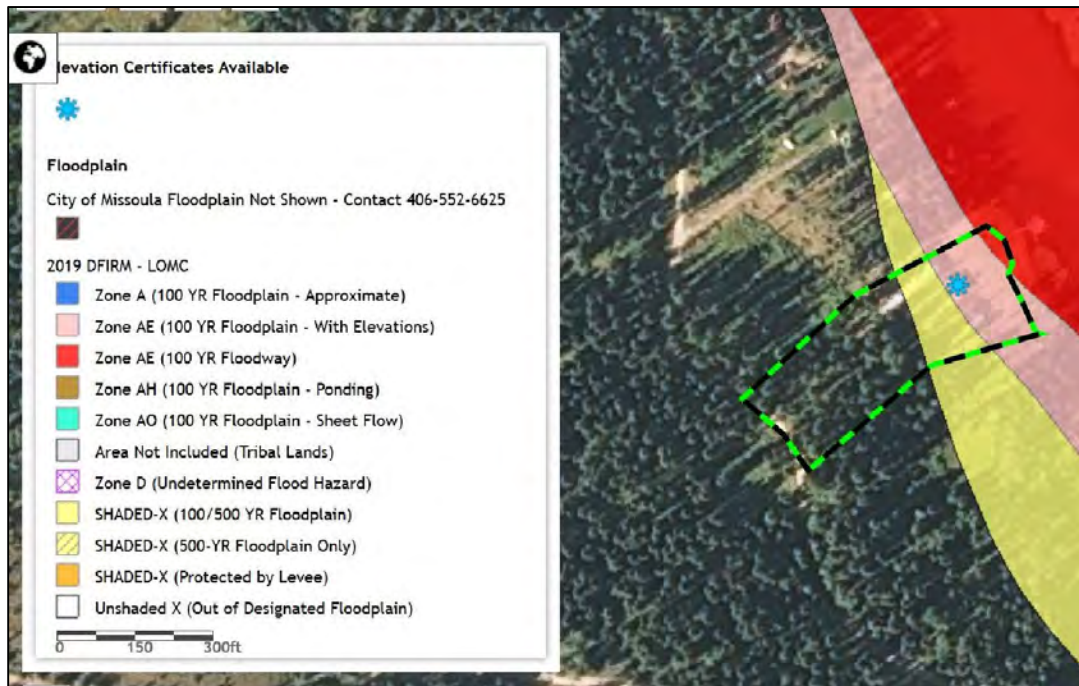 levation Certificates Available
Floodplain
City of Missoula Floodplain Not Shown - Contact 406-552-6625
2019 DFIRM - LOMC
Zone A (100 YR Floodplain - Approximate)
Zone AE (100 YR Floodplain - With Elevations)
Zone AE (100 YR Floodway)
Zone AH (100 YR Floodplain - Ponding)
Zone AO (100 YR Floodplain - Sheet Flow)
Area Not Included (Tribal Lands)
Zone D (Undetermined Flood Hazard)
SHADED-X (100/500 YR Floodplain)
SHADED-X (500-YR Floodplain Only)
SHADED-X (Protected by Levee)
Unshaded X (Out of Designated Floodplain)
0 150 300ft